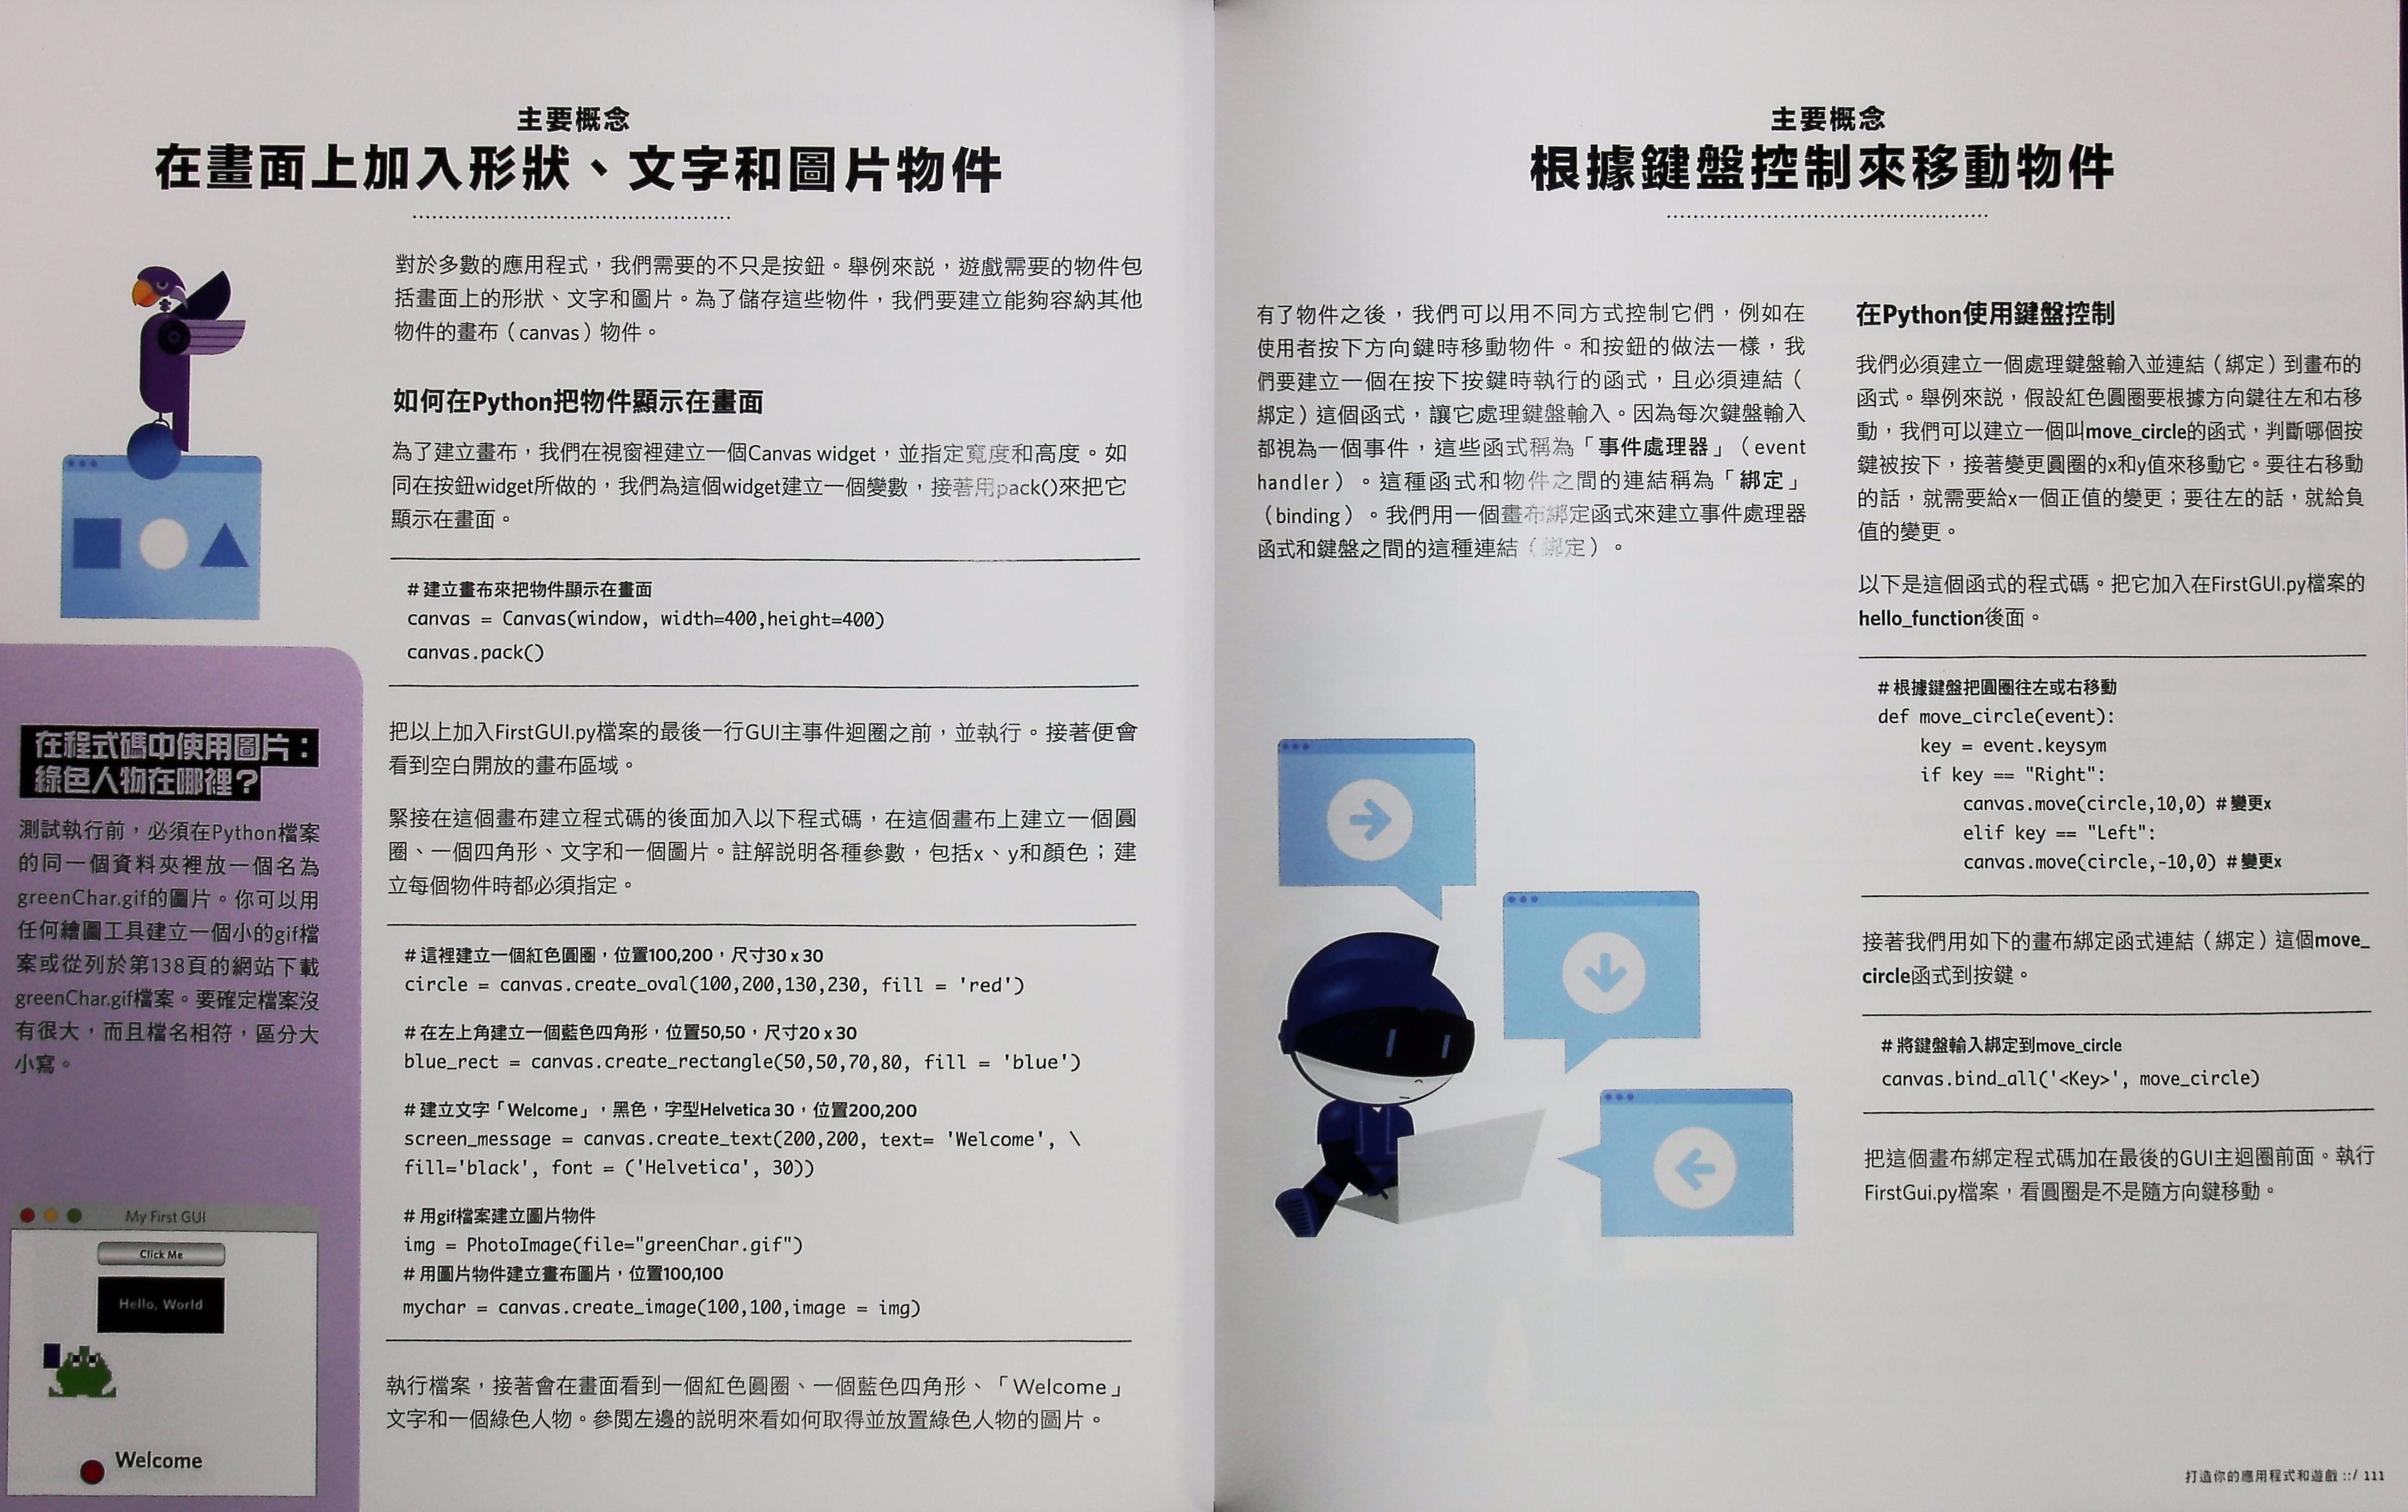 主要概念
在畫面上加入形狀、文字和圖片物件
對於多數的應用程式，我們需要的不只是按鈕。舉例來說，遊戲需要的物件包
括畫面上的形狀、文字和圖片。為了儲存這些物件，我們要建立能夠容納其他
物件的畫布（canvas）物件。
如何在Python把物件顯示在畫面
為了建立畫布，我們在視窗裡建立一個Canvas widget，並指定寬度和高度。如
同在按鈕widget所做的，我們為這個widget建立一個變數，接著用pack()來把它
顯示在畫面。
# 建立畫布來把物件顯示在畫面
canvas = Canvas(window, width=400,height=400)
canvas.pack()
把以上加入FirstGUI.py檔案的最後一行GUI主事件迴圈之前，並執行。接著便會
看到空白開放的畫布區域。
緊接在這個畫布建立程式碼的後面加入以下程式碼，在這個畫布上建立一個圓
圈、一個四角形、文字和一個圖片。註解說明各種參數，包括x、y和顏色；建
立每個物件時都必須指定。
# 這裡建立一個紅色圓圈，位置100,200，尺寸30 x 30
circle = canvas.create_oval(100,200,130,230, fill = 'red')
# 在左上角建立一個藍色四角形，位置50,50，尺寸20 x 30
blue_rect = canvas.create_rectangle(50,50,70,80, fill = 'blue')
# 建立文字「Welcome」，黑色，字型Helvetica 30，位置200,200
screen_message = canvas.create_text(200,200, text= 'Welcome', \
fill='black', font = ('Helvetica', 30))
# 用gif檔案建立圖片物件
img = PhotoImage(file="greenChar.gif")
# 用圖片物件建立畫布圖片，位置100,100
mychar = canvas.create_image(100,100,image = img)
執行檔案，接著會在畫面看到一個紅色圓圈、一個藍色四角形、「Welcome」
文字和一個綠色人物。參閱左邊的說明來看如何取得並放置綠色人物的圖片。
在程式碼中使用圖片：
綠色人物在哪裡？
測試執行前，必須在Python檔案
的同一個資料夾裡放一個名為
greenChar.gif的圖片。你可以用
任何繪圖工具建立一個小的gif檔
案或從列於第138頁的網站下載
greenChar.gif檔案。要確定檔案沒
有很大，而且檔名相符，區分大
小寫。
My First GUI
Click Me
Hello, World
Welcome
主要概念
根據鍵盤控制來移動物件
有了物件之後，我們可以用不同方式控制它們，例如在
使用者按下方向鍵時移動物件。和按鈕的做法一樣，我
們要建立一個在按下按鍵時執行的函式，且必須連結（
綁定）這個函式，讓它處理鍵盤輸入。因為每次鍵盤輸入
都視為一個事件，這些函式稱為「事件處理器」（event
handler）。這種函式和物件之間的連結稱為「綁定」
（binding）。我們用一個畫布綁定函式來建立事件處理器
函式和鍵盤之間的這種連結（綁定）。
在Python使用鍵盤控制
我們必須建立一個處理鍵盤輸入並連結（綁定）到畫布的
函式。舉例來說，假設紅色圓圈要根據方向鍵往左和右移
動，我們可以建立一個叫move_circle的函式，判斷哪個按
鍵被按下，接著變更圓圈的x和y值來移動它。要往右移動
的話，就需要給x一個正值的變更；要往左的話，就給負
值的變更。
以下是這個函式的程式碼。把它加入在FirstGUI.py檔案的
hello_function後面。
# 根據鍵盤把圓圈往左或右移動
def move_circle(event):
key = event.keysym
if key == "Right":
canvas.move(circle,10,0) # 變更x
elif key == "Left":
canvas.move(circle,-10,0) # 變更x
接著我們用如下的畫布綁定函式連結（綁定）這個move_
circle函式到按鍵。
# 將鍵盤輸入綁定到move_circle
canvas.bind_all('<Key>', move_circle)
把這個畫布綁定程式碼加在最後的GUI主迴圈前面。執行
FirstGui.py檔案，看圓圈是不是隨方向鍵移動。
打造你的應用程式和遊戲 ::/ 111